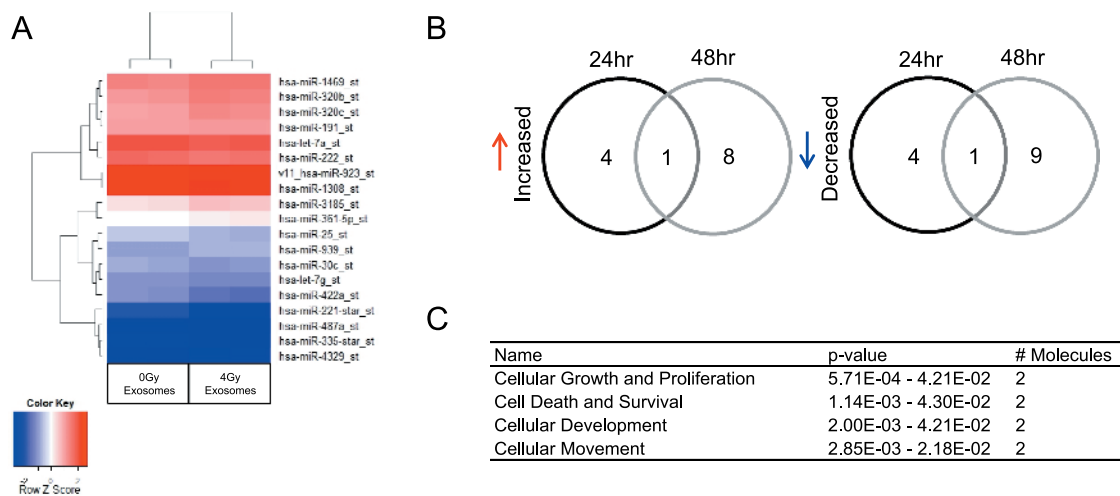 A
hsa-miR-1469_st
hsa-miR-320b_st
hsa-miR-320c_st
hsa-miR-191_st
hsa-let-7a_st
hsa-miR-222_st
v11_hsa-miR-923_st
hsa-miR-1308_st
hsa-miR-3185_st
hsa-miR-361-5p_st
hsa-miR-25_st
hsa-miR-939_st
hsa-miR-30c_st
hsa-let-7g_st
hsa-miR-422a_st
hsa-miR-221-star_st
hsa-miR-487a_st
hsa-miR-335-star_st
hsa-miR-4329_st
0Gy
Exosomes
4Gy
Exosomes
Color Key
-2 0 2
Row Z Score
B
24hr 48hr
Increased
4 1 8
24hr 48hr
Decreased
4 1 9
C
Name p-value # Molecules
Cellular Growth and Proliferation 5.71E-04 - 4.21E-02 2
Cell Death and Survival 1.14E-03 - 4.30E-02 2
Cellular Development 2.00E-03 - 4.21E-02 2
Cellular Movement 2.85E-03 - 2.18E-02 2